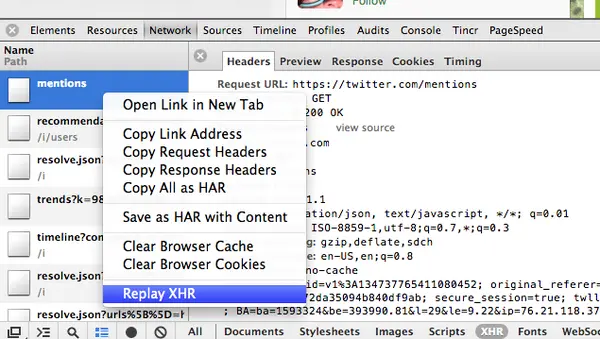 Follow
Elements Resources Network Sources Timeline Profiles Audits Console Tincr PageSpeed
Name
Path
Headers Preview Response Cookies Timing
mentions
recommenda
/i/users
resolve.json?
/i
trends?k=98
timeline?con
resolve.json?
/i
resolve.json?
/i
resolve.json?urls%5B%5D=h
Open Link in New Tab
Copy Link Address
Copy Request Headers
Copy Response Headers
Copy All as HAR
Save as HAR with Content
Clear Browser Cache
Clear Browser Cookies
Replay XHR
Request URL: https://twitter.com/mentions
GET
200 OK
view source
.com
ns
1.1
ation/json, text/javascript, */*; q=0.01
ISO-8859-1,utf-8;q=0.7,*;q=0.3
ng: gzip,deflate,sdch
ge: en-US,en;q=0.8
no-cache
id=v1%3A134737765411080452; original_referer=
72da35094b840df9ab; secure_session=true; twll
; BA=ba=1593324&be=393990.81&l=29&le=9.22&ip=76.21.118.37
All Documents Stylesheets Images Scripts XHR Fonts WebSo